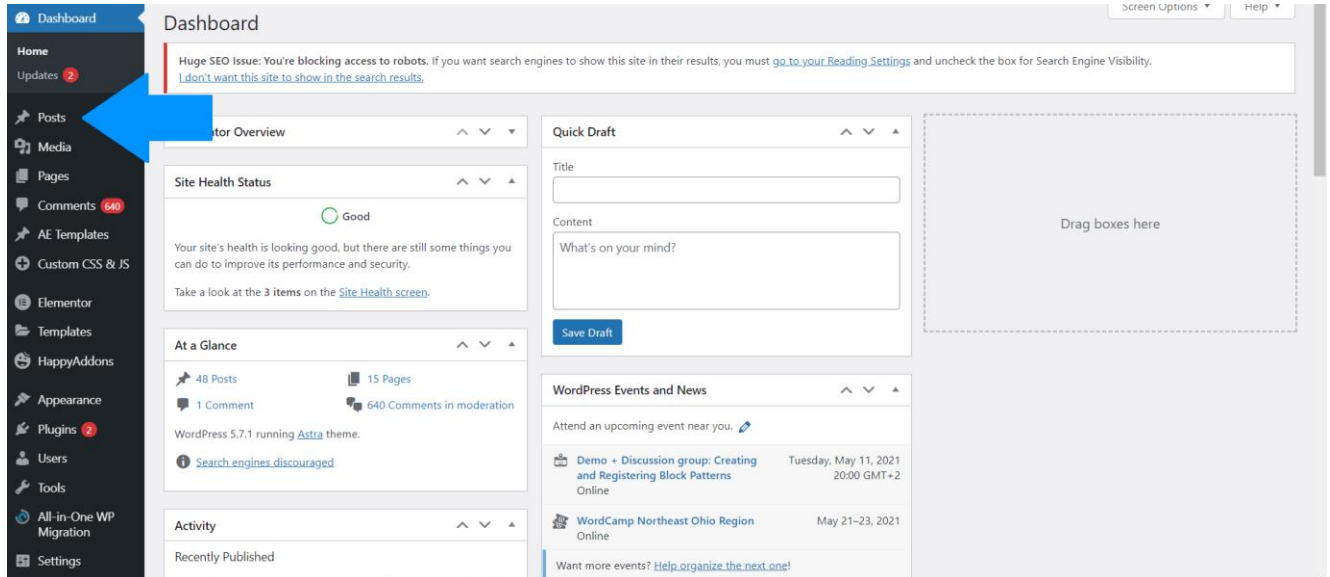 Dashboard
Home
Updates 2
Posts
Media
Pages
Comments 640
AE Templates
Custom CSS & JS
Elementor
Templates
HappyAddons
Appearance
Plugins 2
Users
Tools
All-in-One WP
Migration
Settings
Screen Options
Help
Dashboard
Huge SEO Issue: You're blocking access to robots. If you want search engines to show this site in their results, you must go to your Reading Settings and uncheck the box for Search Engine Visibility.
I don't want this site to show in the search results.
Overview
Site Health Status
Good
Your site's health is looking good, but there are still some things you
can do to improve its performance and security.
Take a look at the 3 items on the Site Health screen.
At a Glance
48 Posts
15 Pages
1 Comment
640 Comments in moderation
WordPress 5.7.1 running Astra theme.
Search engines discouraged
Activity
Recently Published
Quick Draft
Title
Content
What's on your mind?
Save Draft
WordPress Events and News
Attend an upcoming event near you.
Demo + Discussion group: Creating
and Registering Block Patterns
Online
Tuesday, May 11, 2021
20:00 GMT+2
WordCamp Northeast Ohio Region
Online
May 21–23, 2021
Want more events? Help organize the next one!
Drag boxes here